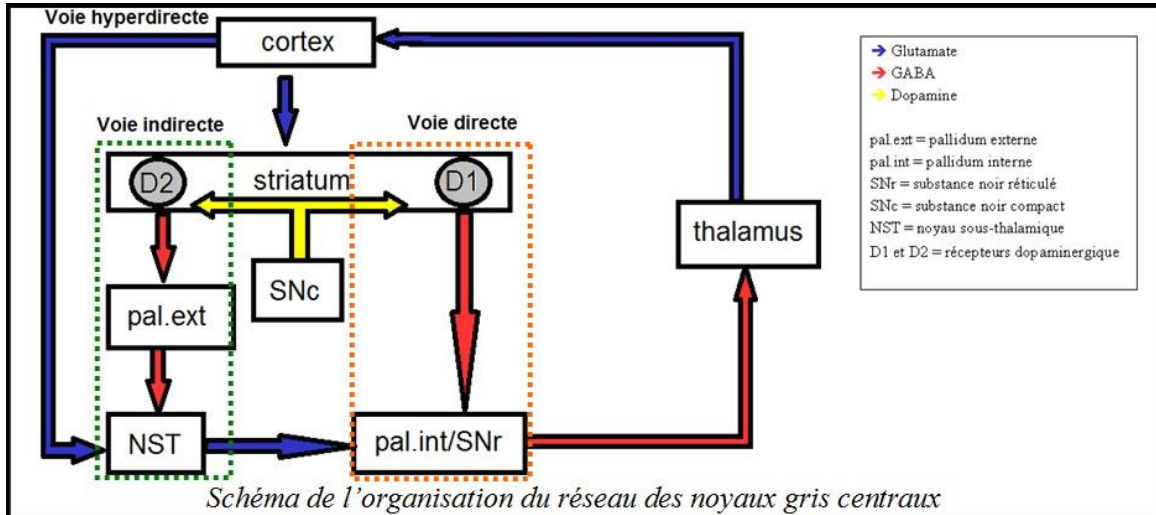 Voie hyperdirecte
cortex
Voie indirecte
Voie directe
D2
striatum
D1
SNc
pal.ext
thalamus
NST
pal.int/SNr
Glutamate
GABA
Dopamine
pal.ext = pallidum externe
pal.int = pallidum interne
SNr = substance noir réticulé
SNc = substance noir compact
NST = noyau sous-thalamique
D1 et D2 = récepteurs dopaminergique
Schéma de l'organisation du réseau des noyaux gris centraux